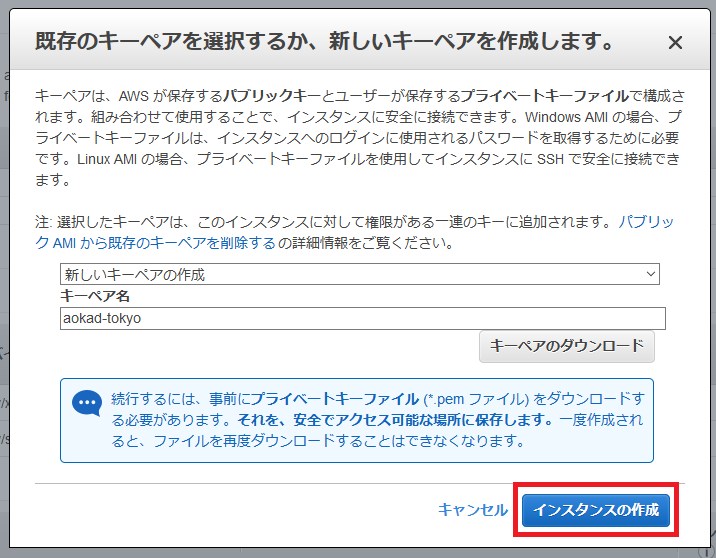 既存のキーペアを選択するか、新しいキーペアを作成します。
キーペアは、AWS が保存するパブリックキーとユーザーが保存するプライベートキーファイルで構成さ
れます。組み合わせて使用することで、インスタンスに安全に接続できます。Windows AMI の場合、プ
ライベートキーファイルは、インスタンスへのログインに使用されるパスワードを取得するために必要
です。Linux AMI の場合、プライベートキーファイルを使用してインスタンスに SSH で安全に接続でき
ます。
注: 選択したキーペアは、このインスタンスに対して権限がある一連のキーに追加されます。 パブリッ
ク AMI から既存のキーペアを削除する の詳細情報をご覧ください。
新しいキーペアの作成
キーペア名
aokad-tokyo
キーペアのダウンロード
続行するには、事前にプライベートキーファイル (*.pem ファイル) をダウンロードす
る必要があります。それを、安全でアクセス可能な場所に保存します。一度作成され
ると、ファイルを再度ダウンロードすることはできなくなります。
キャンセル インスタンスの作成